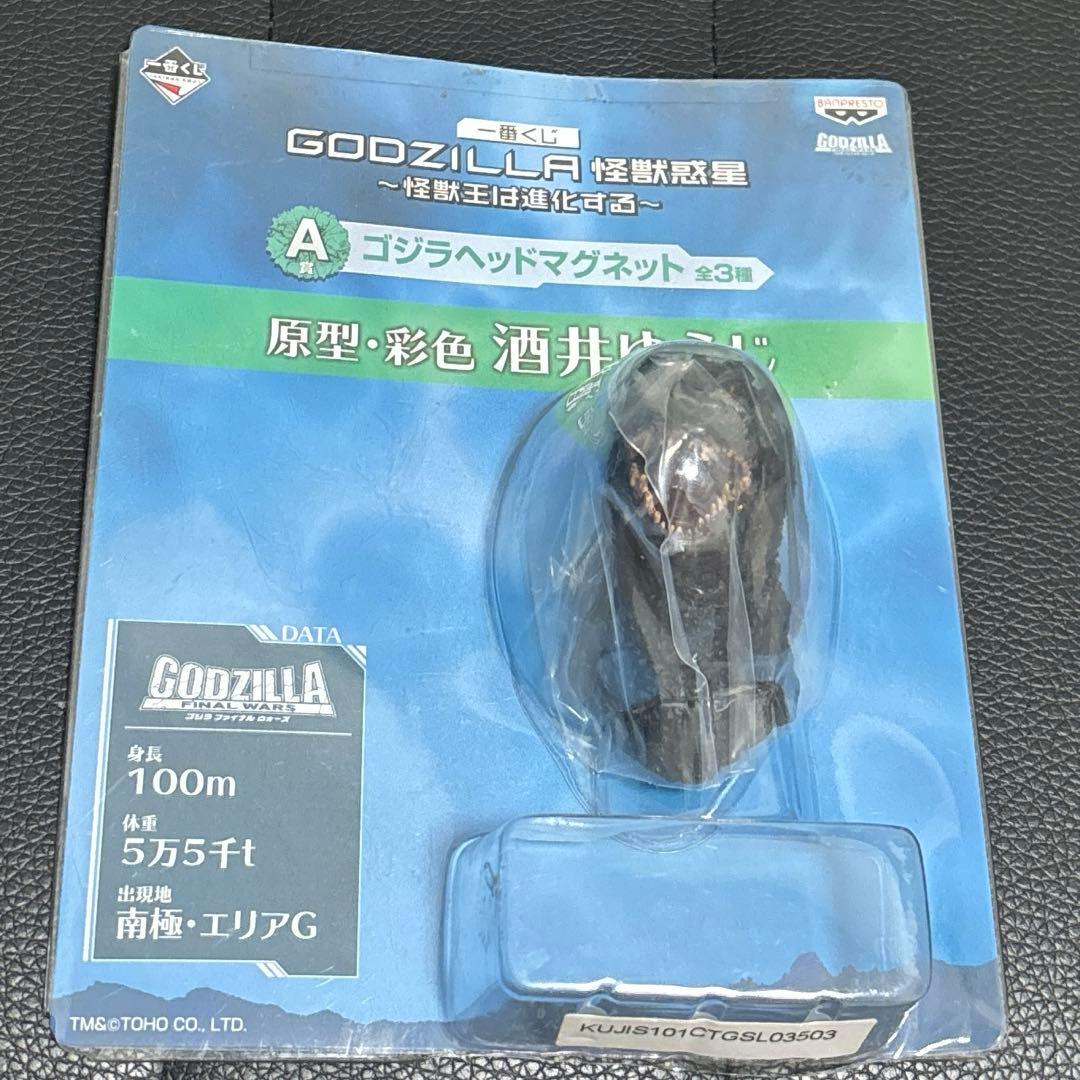 一番くじ
BANPRESTO
GODZILLA
一番くじ
GODZILLA 怪獣惑星
~怪獣王は進化する~
A賞 ゴジラヘッドマグネット 全3種
原型・彩色 酒井ゆうじ
DATA
GODZILLA
FINAL WARS
ゴジラ ファイナル ウォーズ
身長
100m
体重
5万5千t
出現地
南極・エリアG
TM&©TOHO CO., LTD.
KUJIS101CTGSL03503